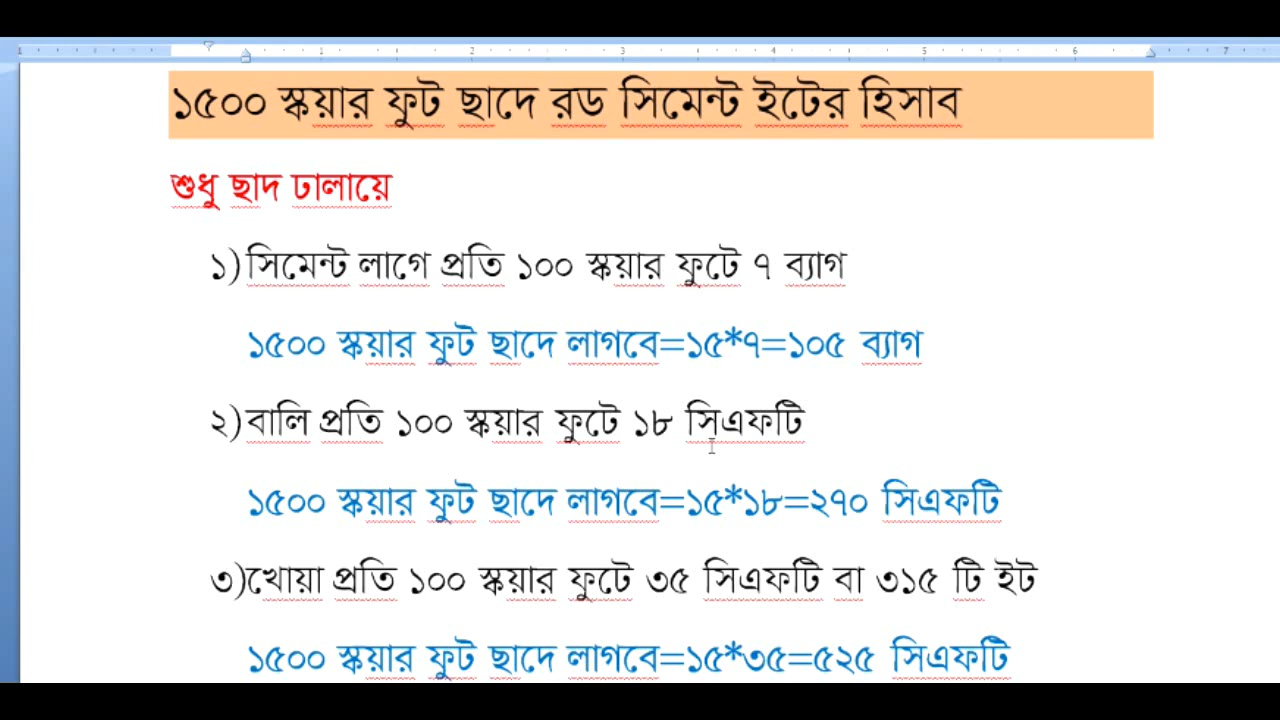 ১৫০০ স্কয়ার ফুট ছাদে রড সিমেন্ট ইটের হিসাব
শুধু ছাদ ঢালায়ে
১) সিমেন্ট লাগে প্রতি ১০০ স্কয়ার ফুটে ৭ ব্যাগ
১৫০০ স্কয়ার ফুট ছাদে লাগবে=১৫*৭=১০৫ ব্যাগ
২) বালি প্রতি ১০০ স্কয়ার ফুটে ১৮ সিএফটি
১৫০০ স্কয়ার ফুট ছাদে লাগবে=১৫*১৮=২৭০ সিএফটি
৩) খোয়া প্রতি ১০০ স্কয়ার ফুটে ৩৫ সিএফটি বা ৩১৫ টি ইট
১৫০০ স্কয়ার ফুট ছাদে লাগবে=১৫*৩৫=৫২৫ সিএফটি